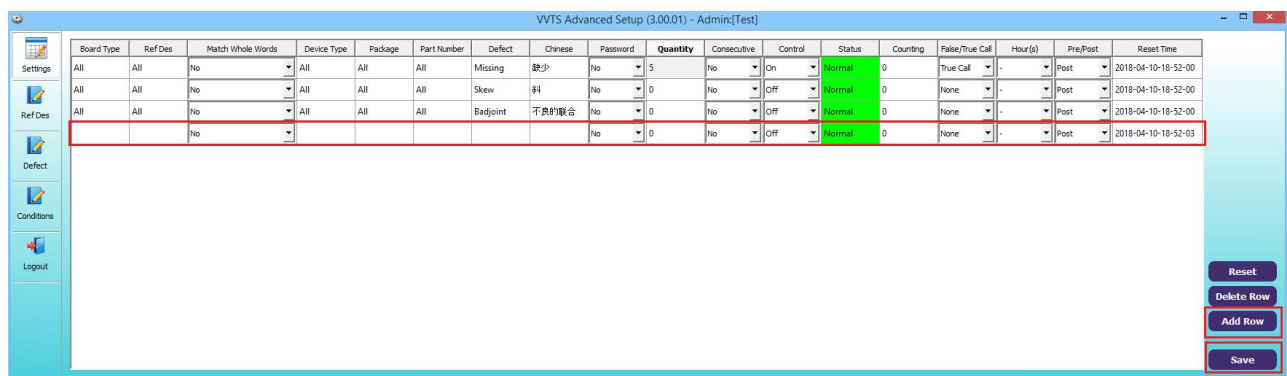 VVTS Advanced Setup (3.00.01) - Admin:[Test]
Settings
Ref Des
Defect
Conditions
Logout
Board Type Ref Des Match Whole Words Device Type Package Part Number Defect Chinese Password Quantity Consecutive Control Status Counting False/True Call Hour(s) Pre/Post Reset Time
All All No All All All Missing 缺少 No 5 No On Normal 0 True Call - Post 2018-04-10-18-52-00
All All No All All All Skew 斜 No 0 No Off Normal 0 None - Post 2018-04-10-18-52-00
All All No All All All Badjoint 不良的联合 No 0 No Off Normal 0 None - Post 2018-04-10-18-52-00
No No 0 No Off Normal 0 None - Post 2018-04-10-18-52-03
Reset
Delete Row
Add Row
Save